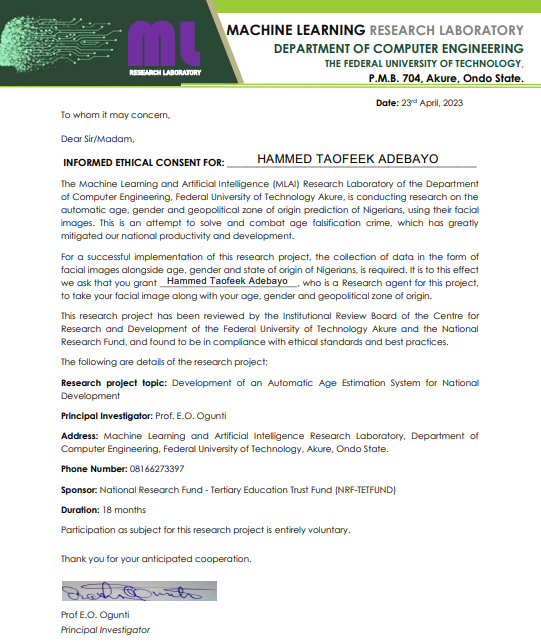 ML
RESEARCH LABORATORY
MACHINE LEARNING RESEARCH LABORATORY
DEPARTMENT OF COMPUTER ENGINEERING
THE FEDERAL UNIVERSITY OF TECHNOLOGY,
P.M.B. 704, Akure, Ondo State.
Date: 23rd April, 2023
To whom it may concern,
Dear Sir/Madam,
INFORMED ETHICAL CONSENT FOR: HAMMED TAOFEEK ADEBAYO
The Machine Learning and Artificial Intelligence (MLAI) Research Laboratory of the Department
of Computer Engineering, Federal University of Technology Akure, is conducting research on the
automatic age, gender and geopolitical zone of origin prediction of Nigerians, using their facial
images. This is an attempt to solve and combat age falsification crime, which has greatly
mitigated our national productivity and development.
For a successful implementation of this research project, the collection of data in the form of
facial images alongside age, gender and state of origin of Nigerians, is required. It is to this effect
we ask that you grant Hammed Taofeek Adebayo, who is a Research agent for this project,
to take your facial image along with your age, gender and geopolitical zone of origin.
This research project has been reviewed by the Institutional Review Board of the Centre for
Research and Development of the Federal University of Technology Akure and the National
Research Fund, and found to be in compliance with ethical standards and best practices.
The following are details of the research project;
Research project topic: Development of an Automatic Age Estimation System for National
Development
Principal Investigator: Prof. E.O. Ogunti
Address: Machine Learning and Artificial Intelligence Research Laboratory, Department of
Computer Engineering, Federal University of Technology, Akure, Ondo State.
Phone Number: 08166273397
Sponsor: National Research Fund - Tertiary Education Trust Fund (NRF-TETFUND)
Duration: 18 months
Participation as subject for this research project is entirely voluntary.
Thank you for your anticipated cooperation.
Prof E.O. Ogunti
Principal Investigator